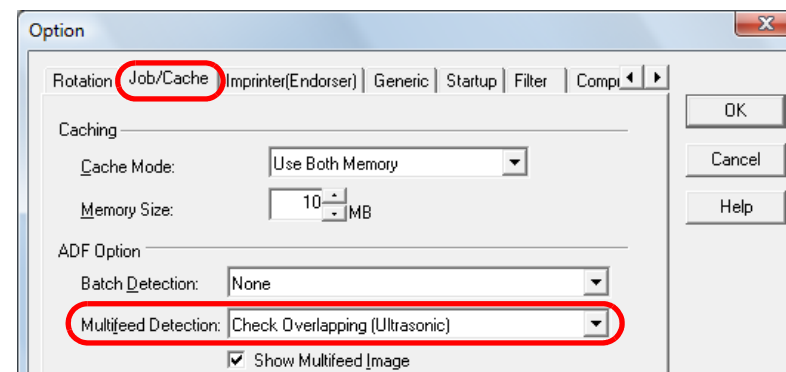 Option
Rotation Job/Cache Imprinter(Endorser) Generic Startup Filter
OK
Caching
Cache Mode: Use Both Memory
Cancel
Memory Size: 10 MB
Help
ADF Option
Batch Detection: None
Multifeed Detection: Check Overlapping (Ultrasonic)
Show Multifeed Image